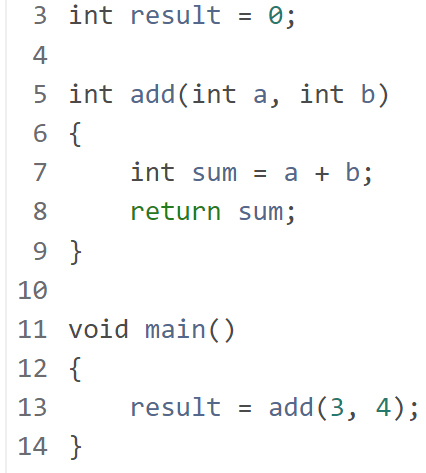 3 int result = 0;
4
5 int add(int a, int b)
6 {
7     int sum = a + b;
8     return sum;
9 }
10
11 void main()
12 {
13     result = add(3, 4);
14 }